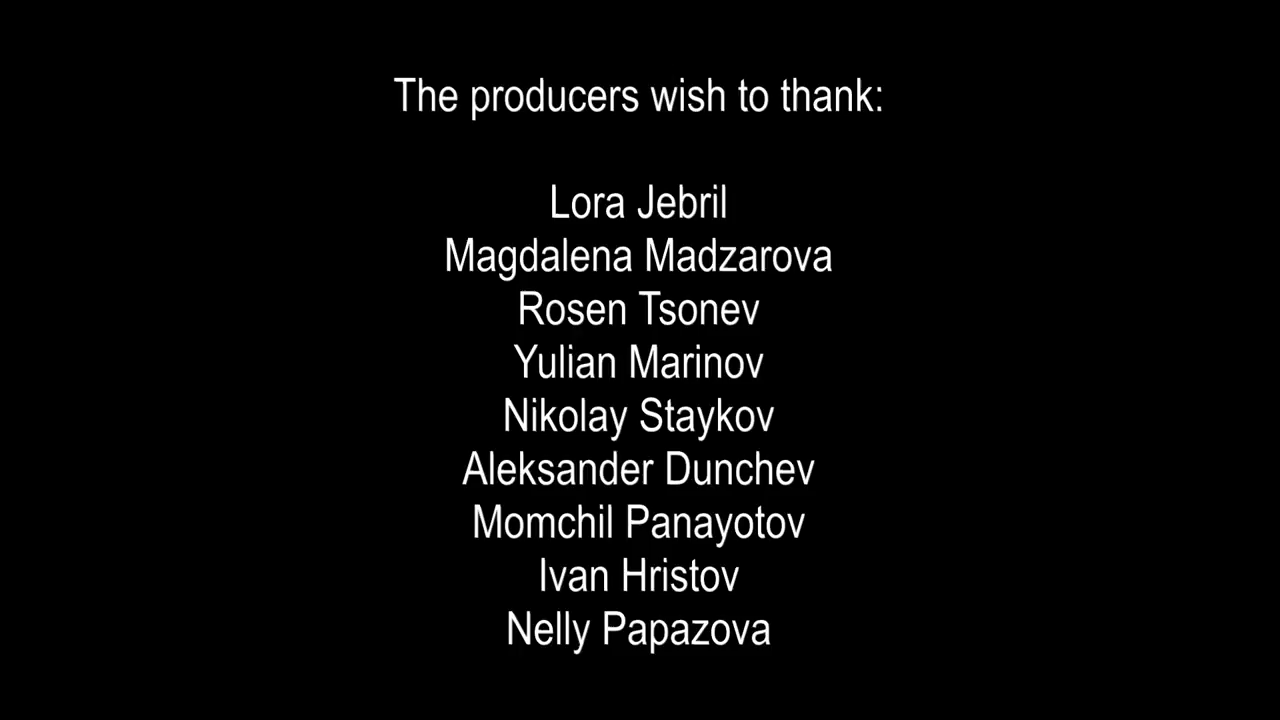 The producers wish to thank:
Lora Jebril
Magdalena Madzarova
Rosen Tsonev
Yulian Marinov
Nikolay Staykov
Aleksander Dunchev
Momchil Panayotov
Ivan Hristov
Nelly Papazova